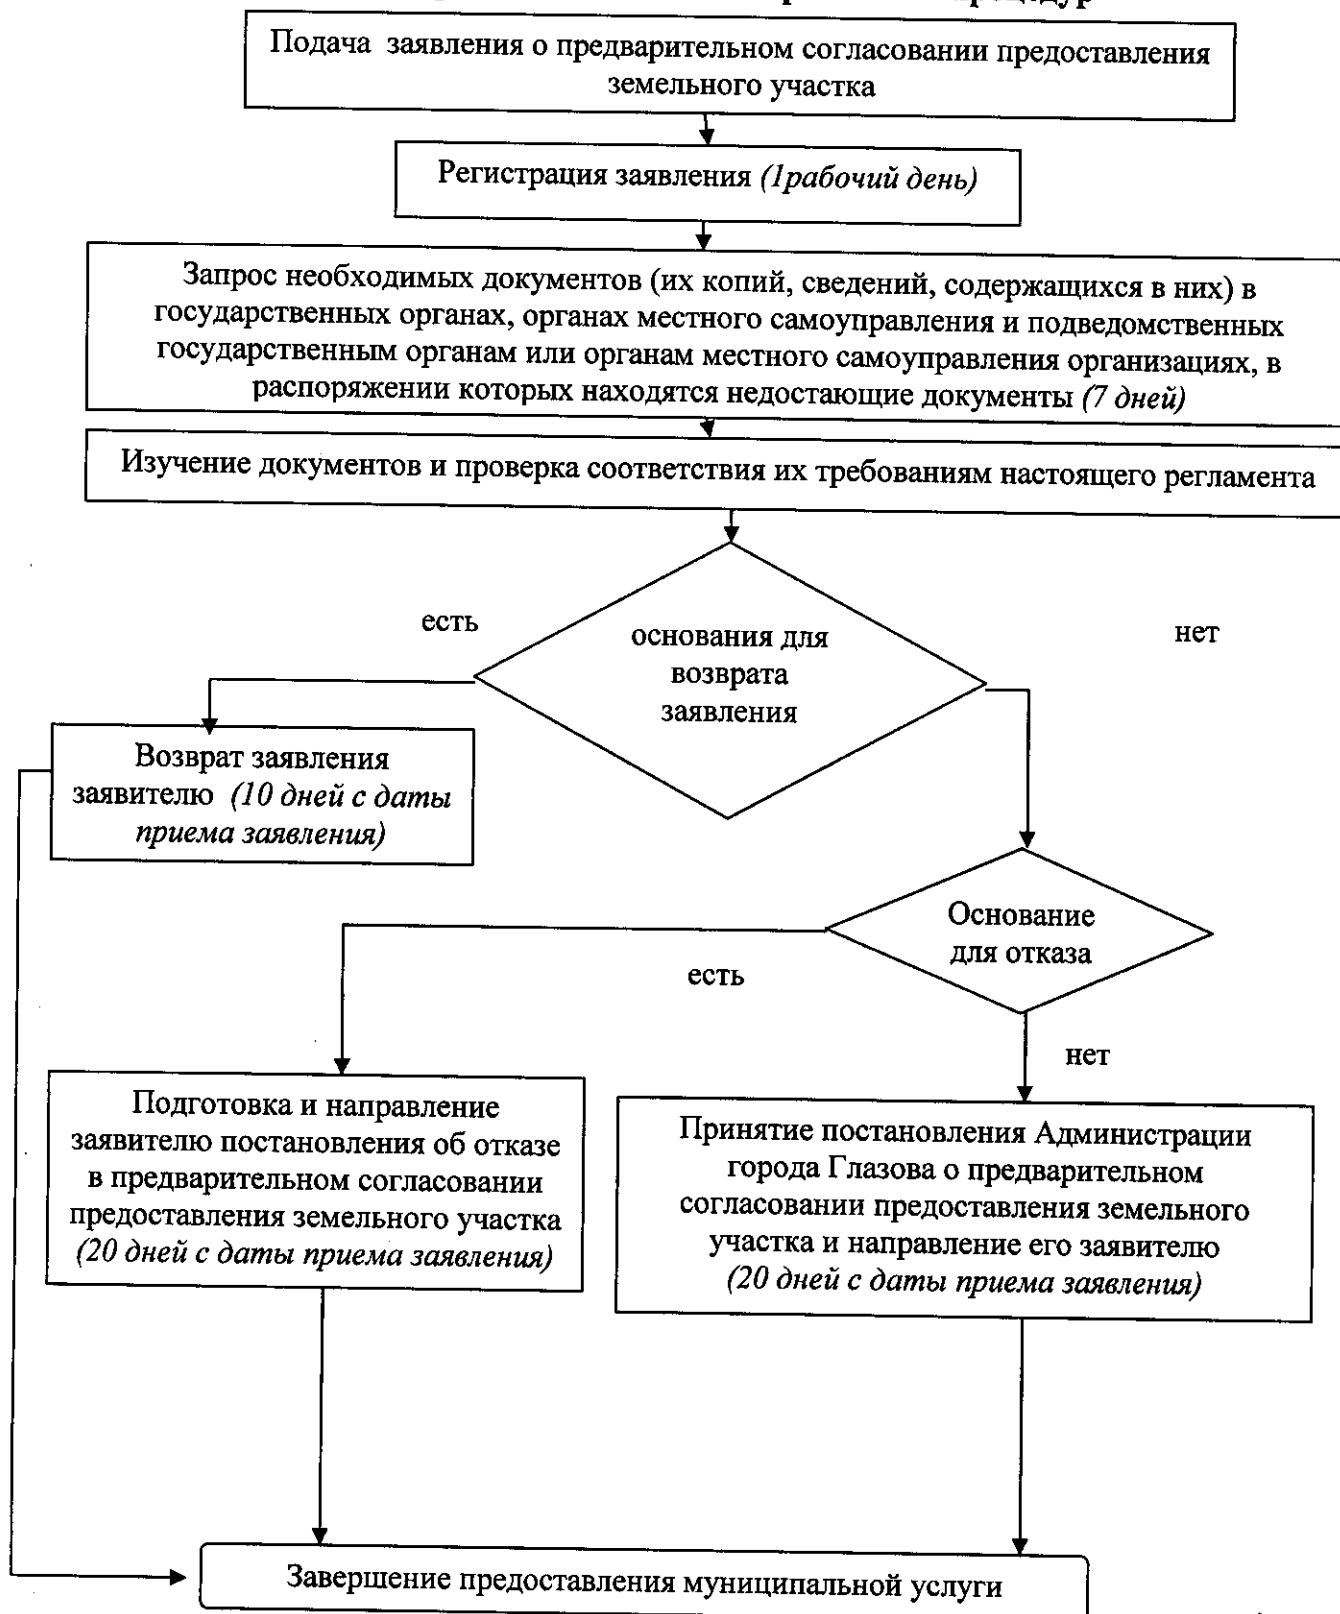 процедур
Подача заявления о предварительном согласовании предоставления
земельного участка
Регистрация заявления (1рабочий день)
Запрос необходимых документов (их копий, сведений, содержащихся в них) в
государственных органах, органах местного самоуправления и подведомственных
государственным органам или органам местного самоуправления организациях, в
распоряжении которых находятся недостающие документы (7 дней)
Изучение документов и проверка соответствия их требованиям настоящего регламента
есть
основания для
возврата
заявления
нет
Возврат заявления
заявителю (10 дней с даты
приема заявления)
Основание
для отказа
есть
нет
Подготовка и направление
заявителю постановления об отказе
в предварительном согласовании
предоставления земельного участка
(20 дней с даты приема заявления)
Принятие постановления Администрации
города Глазова о предварительном
согласовании предоставления земельного
участка и направление его заявителю
(20 дней с даты приема заявления)
Завершение предоставления муниципальной услуги